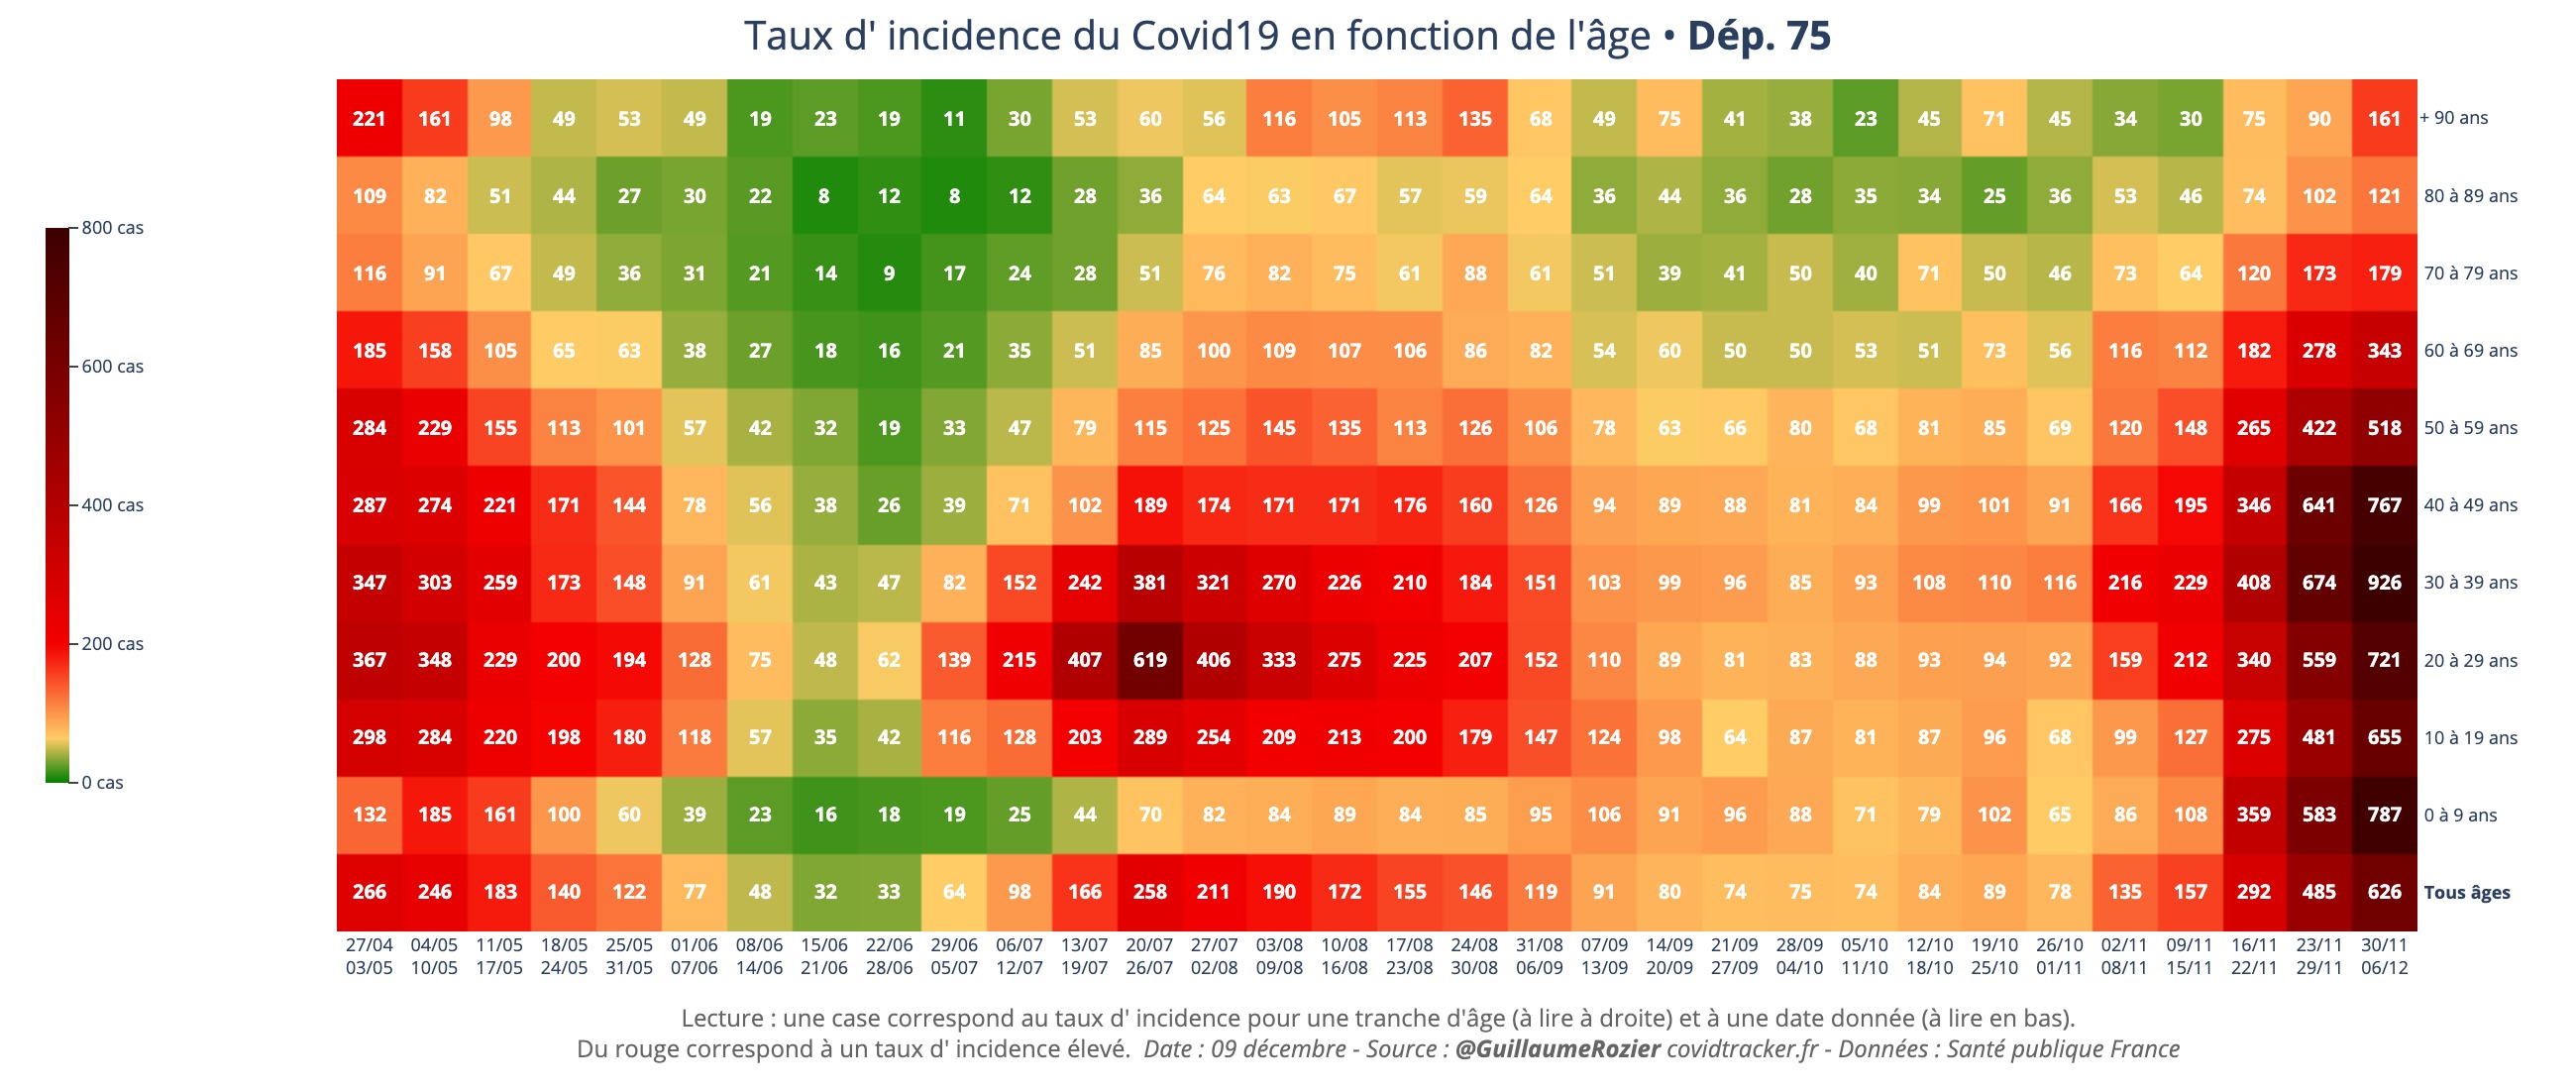 Taux d' incidence du Covid19 en fonction de l'âge • Dép. 75
221 161 98 49 53 49 19 23 19 11 30 53 60 56 116 105 113 135 68 49 75 41 38 23 45 71 45 34 30 75 90 161 + 90 ans
109 82 51 44 27 30 22 8 12 8 12 28 36 64 63 67 57 59 64 36 44 36 28 35 34 25 36 53 46 74 102 121 80 à 89 ans
116 91 67 49 36 31 21 14 9 17 24 28 51 76 82 75 61 88 61 51 39 41 50 40 71 50 46 73 64 120 173 179 70 à 79 ans
185 158 105 65 63 38 27 18 16 21 35 51 85 100 109 107 106 86 82 54 60 50 50 53 51 73 56 116 112 182 278 343 60 à 69 ans
284 229 155 113 101 57 42 32 19 33 47 79 115 125 145 135 113 126 106 78 63 66 80 68 81 85 69 120 148 265 422 518 50 à 59 ans
287 274 221 171 144 78 56 38 26 39 71 102 189 174 171 171 176 160 126 94 89 88 81 84 99 101 91 166 195 346 641 767 40 à 49 ans
347 303 259 173 148 91 61 43 47 82 152 242 381 321 270 226 210 184 151 103 99 96 85 93 108 110 116 216 229 408 674 926 30 à 39 ans
367 348 229 200 194 128 75 48 62 139 215 407 619 406 333 275 225 207 152 110 89 81 83 88 93 94 92 159 212 340 559 721 20 à 29 ans
298 284 220 198 180 118 57 35 42 116 128 203 289 254 209 213 200 179 147 124 98 64 87 81 87 96 68 99 127 275 481 655 10 à 19 ans
132 185 161 100 60 39 23 16 18 19 25 44 70 82 84 89 84 85 95 106 91 96 88 71 79 102 65 86 108 359 583 787 0 à 9 ans
266 246 183 140 122 77 48 32 33 64 98 166 258 211 190 172 155 146 119 91 80 74 75 74 84 89 78 135 157 292 485 626 Tous âges
27/04 04/05 11/05 18/05 25/05 01/06 08/06 15/06 22/06 29/06 06/07 13/07 20/07 27/07 03/08 10/08 17/08 24/08 31/08 07/09 14/09 21/09 28/09 05/10 12/10 19/10 26/10 02/11 09/11 16/11 23/11 30/11
03/05 10/05 17/05 24/05 31/05 07/06 14/06 21/06 28/06 05/07 12/07 19/07 26/07 02/08 09/08 16/08 23/08 30/08 06/09 13/09 20/09 27/09 04/10 11/10 18/10 25/10 01/11 08/11 15/11 22/11 29/11 06/12
800 cas
600 cas
400 cas
200 cas
0 cas
Lecture : une case correspond au taux d' incidence pour une tranche d'âge (à lire à droite) et à une date donnée (à lire en bas).
Du rouge correspond à un taux d' incidence élevé. Date : 09 décembre - Source : @GuillaumeRozier covidtracker.fr - Données : Santé publique France